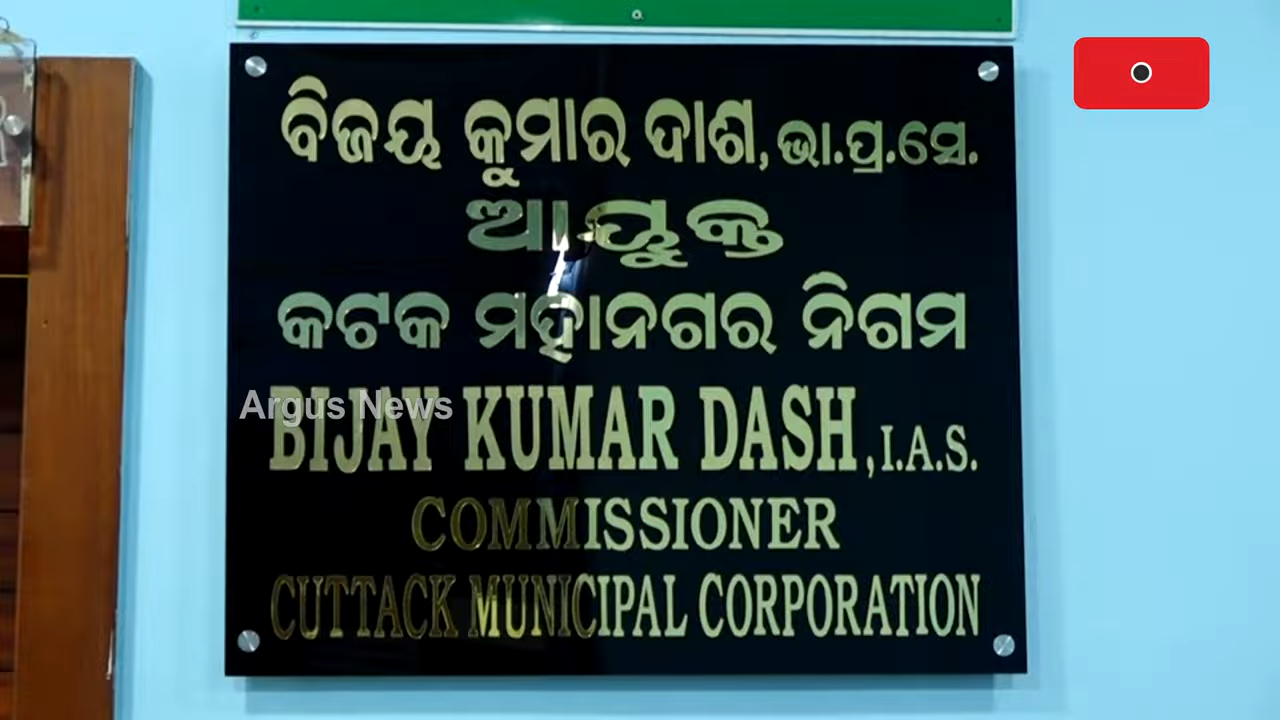 ବିଜୟ କୁମାର ଦାଶ, ଭା.ପ୍ର.ସେ.
ଆୟୁକ୍ତ
କଟକ ମହାନଗର ନିଗମ
Argus News
BIJAY KUMAR DASH, I.A.S.
COMMISSIONER
CUTTACK MUNICIPAL CORPORATION